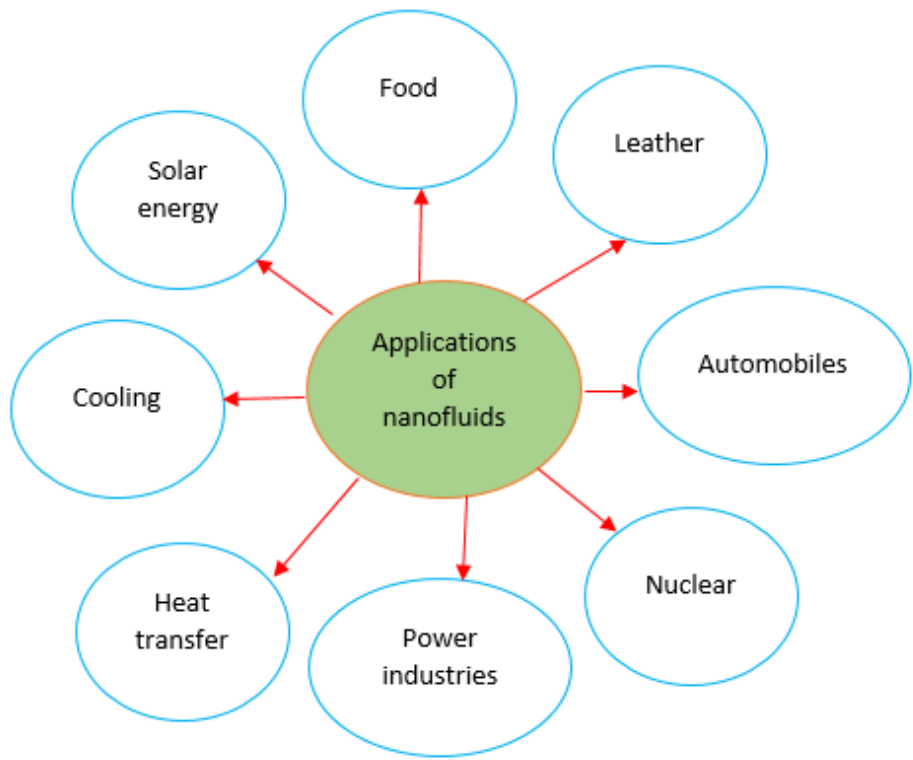 Food
Leather
Solar
energy
Applications
of
nanofluids
Automobiles
Cooling
Nuclear
Heat
transfer
Power
industries